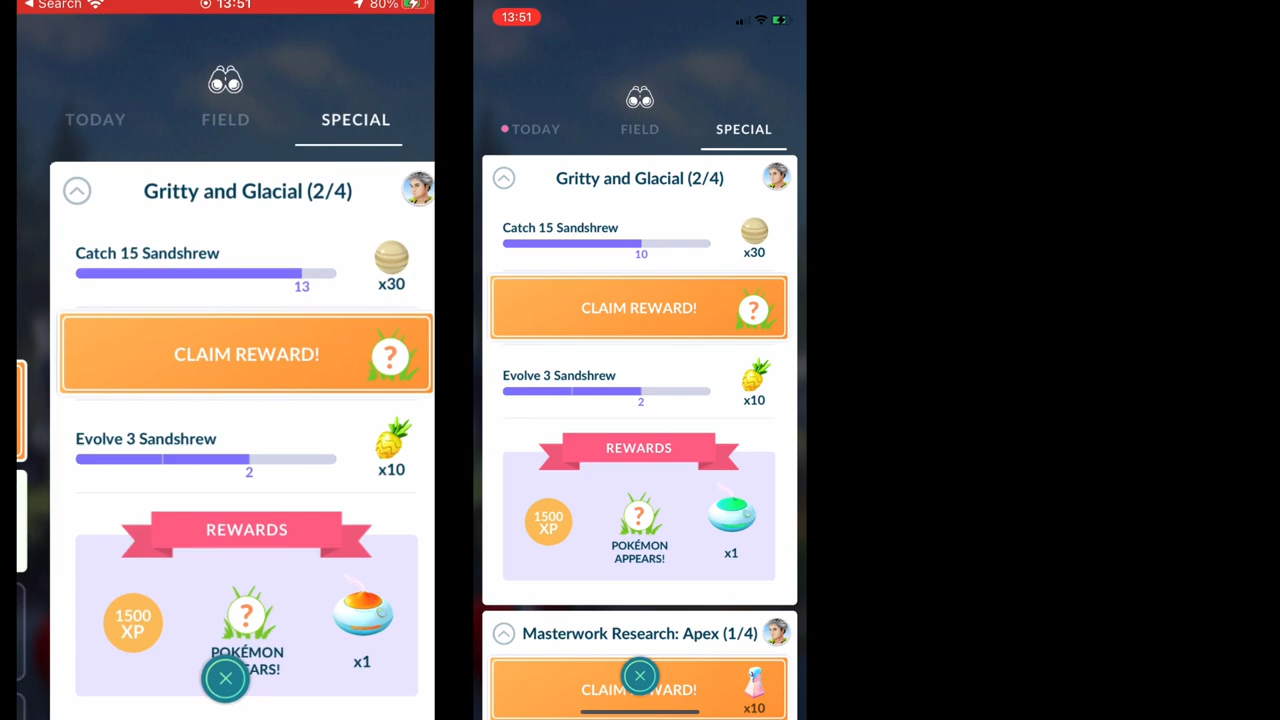 Search
13:51
80%
TODAY
FIELD
SPECIAL
Gritty and Glacial (2/4)
Catch 15 Sandshrew
13
x30
CLAIM REWARD!
?
Evolve 3 Sandshrew
2
x10
REWARDS
1500
XP
?
POKÉMON
EARS!
x1
13:51
TODAY
FIELD
SPECIAL
Gritty and Glacial (2/4)
Catch 15 Sandshrew
10
x30
CLAIM REWARD!
?
Evolve 3 Sandshrew
2
x10
REWARDS
1500
XP
?
POKÉMON
APPEARS!
x1
Masterwork Research: Apex (1/4)
CLAIM REWARD!
x10